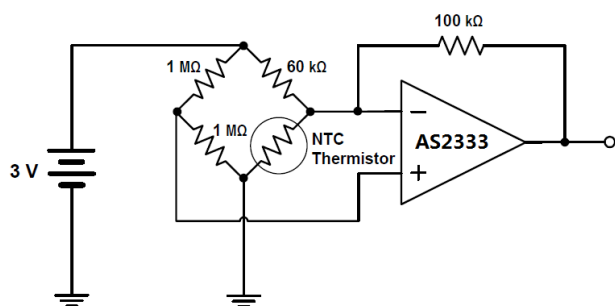 100 kΩ
1 MΩ
60 kΩ
1 MΩ
NTC
Thermistor
−
AS2333
+
3 V